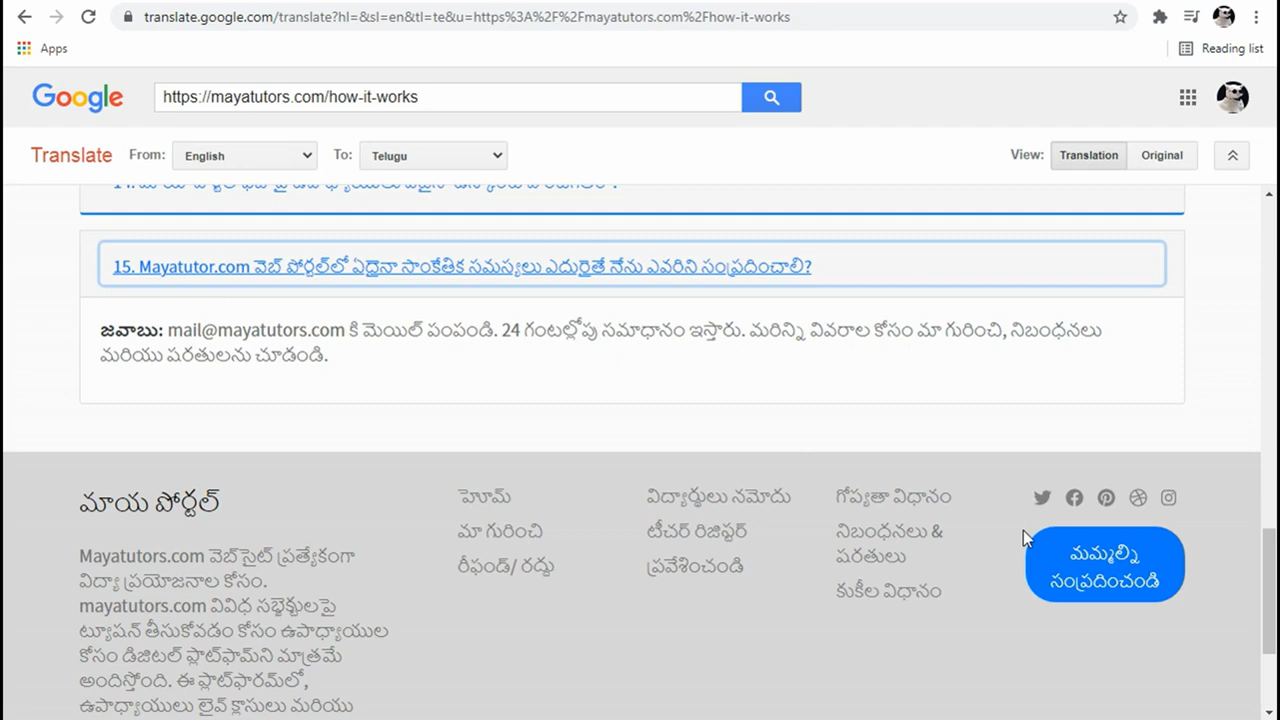 translate.google.com/translate?hl=&sl=en&tl=te&u=https%3A%2F%2Fmayatutors.com%2Fhow-it-works
Apps
Reading list
Google
https://mayatutors.com/how-it-works
Translate From: English To: Telugu View: Translation Original
15. Mayatutor.com వెబ్ పోర్టల్‌లో ఏదైనా సాంకేతిక సమస్యలు ఎదురైతే నేను ఎవరిని సంప్రదించాలి?
జవాబు: mail@mayatutors.com కి మెయిల్ పంపండి. 24 గంటల్లోపు సమాధానం ఇస్తారు. మరిన్ని వివరాల కోసం మా గురించి, నిబంధనలు
మరియు షరతులను చూడండి.
మాయ పోర్టల్
Mayatutors.com వెబ్‌సైట్ ప్రత్యేకంగా
విద్యా ప్రయోజనాల కోసం.
mayatutors.com వివిధ సబ్జెక్టులపై
ట్యూషన్ తీసుకోవడం కోసం ఉపాధ్యాయుల
కోసం డిజిటల్ ప్లాట్‌ఫామ్‌ని మాత్రమే
అందిస్తోంది. ఈ ప్లాట్‌ఫారమ్‌లో,
ఉపాధ్యాయులు లైవ్ క్లాసులు మరియు
హొమ్
మా గురించి
రీఫండ్/ రద్దు
విద్యార్థులు నమోదు
టీచర్ రిజిస్టర్
ప్రవేశించండి
గోప్యతా విధానం
నిబంధనలు &
షరతులు
కుకీల విధానం
మమ్మల్ని
సంప్రదించండి